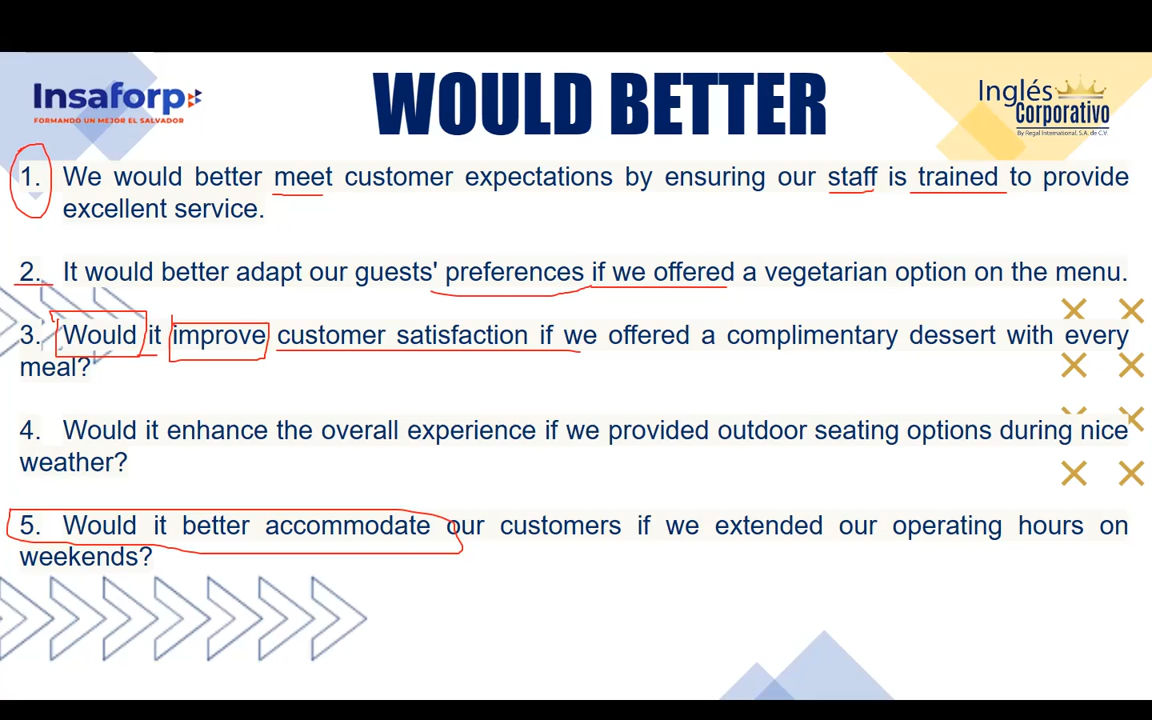 Insaforp
FORMANDO UN MEJOR EL SALVADOR
WOULD BETTER
Inglés
Corporativo
By Regal International, S.A. de C.V.
1. We would better meet customer expectations by ensuring our staff is trained to provide
excellent service.
2. It would better adapt our guests' preferences if we offered a vegetarian option on the menu.
3. Would it improve customer satisfaction if we offered a complimentary dessert with every
meal?
4. Would it enhance the overall experience if we provided outdoor seating options during nice
weather?
5. Would it better accommodate our customers if we extended our operating hours on
weekends?